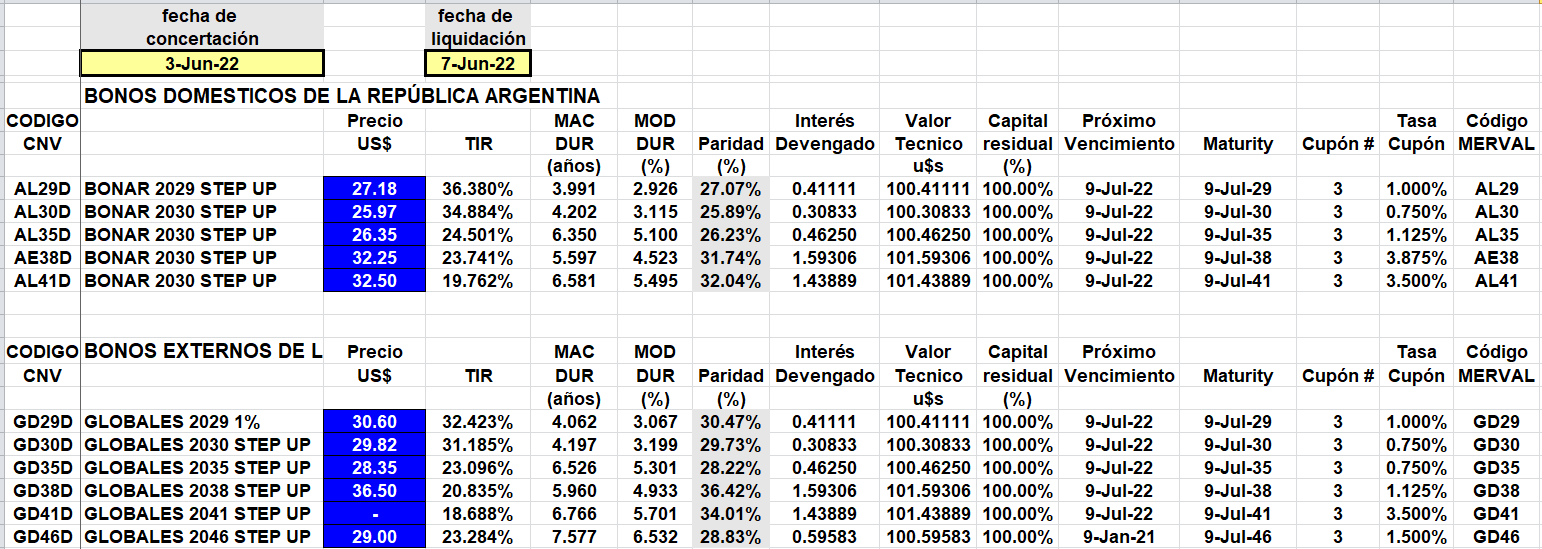 fecha de fecha de
concertación liquidación
3-Jun-22 7-Jun-22
BONOS DOMESTICOS DE LA REPÚBLICA ARGENTINA
CODIGO Precio MAC MOD Interés Valor Capital Próximo Tasa Código
CNV US$ TIR DUR DUR Paridad Devengado Tecnico residual Vencimiento Maturity Cupón # Cupón MERVAL
(años) (%) (%) u$s (%)
AL29D BONAR 2029 STEP UP 27.18 36.380% 3.991 2.926 27.07% 0.41111 100.41111 100.00% 9-Jul-22 9-Jul-29 3 1.000% AL29
AL30D BONAR 2030 STEP UP 25.97 34.884% 4.202 3.115 25.89% 0.30833 100.30833 100.00% 9-Jul-22 9-Jul-30 3 0.750% AL30
AL35D BONAR 2030 STEP UP 26.35 24.501% 6.350 5.100 26.23% 0.46250 100.46250 100.00% 9-Jul-22 9-Jul-35 3 1.125% AL35
AE38D BONAR 2030 STEP UP 32.25 23.741% 5.597 4.523 31.74% 1.59306 101.59306 100.00% 9-Jul-22 9-Jul-38 3 3.875% AE38
AL41D BONAR 2030 STEP UP 32.50 19.762% 6.581 5.495 32.04% 1.43889 101.43889 100.00% 9-Jul-22 9-Jul-41 3 3.500% AL41
CODIGO BONOS EXTERNOS DE L Precio MAC MOD Interés Valor Capital Próximo Tasa Código
CNV US$ TIR DUR DUR Paridad Devengado Tecnico residual Vencimiento Maturity Cupón # Cupón MERVAL
(años) (%) (%) u$s (%)
GD29D GLOBALES 2029 1% 30.60 32.423% 4.062 3.067 30.47% 0.41111 100.41111 100.00% 9-Jul-22 9-Jul-29 3 1.000% GD29
GD30D GLOBALES 2030 STEP UP 29.82 31.185% 4.197 3.199 29.73% 0.30833 100.30833 100.00% 9-Jul-22 9-Jul-30 3 0.750% GD30
GD35D GLOBALES 2035 STEP UP 28.35 23.096% 6.526 5.301 28.22% 0.46250 100.46250 100.00% 9-Jul-22 9-Jul-35 3 0.750% GD35
GD38D GLOBALES 2038 STEP UP 36.50 20.835% 5.960 4.933 36.42% 1.59306 101.59306 100.00% 9-Jul-22 9-Jul-38 3 1.125% GD38
GD41D GLOBALES 2041 STEP UP - 18.688% 6.766 5.701 34.01% 1.43889 101.43889 100.00% 9-Jul-22 9-Jul-41 3 3.500% GD41
GD46D GLOBALES 2046 STEP UP 29.00 23.284% 7.577 6.532 28.83% 0.59583 100.59583 100.00% 9-Jan-21 9-Jul-46 3 1.500% GD46